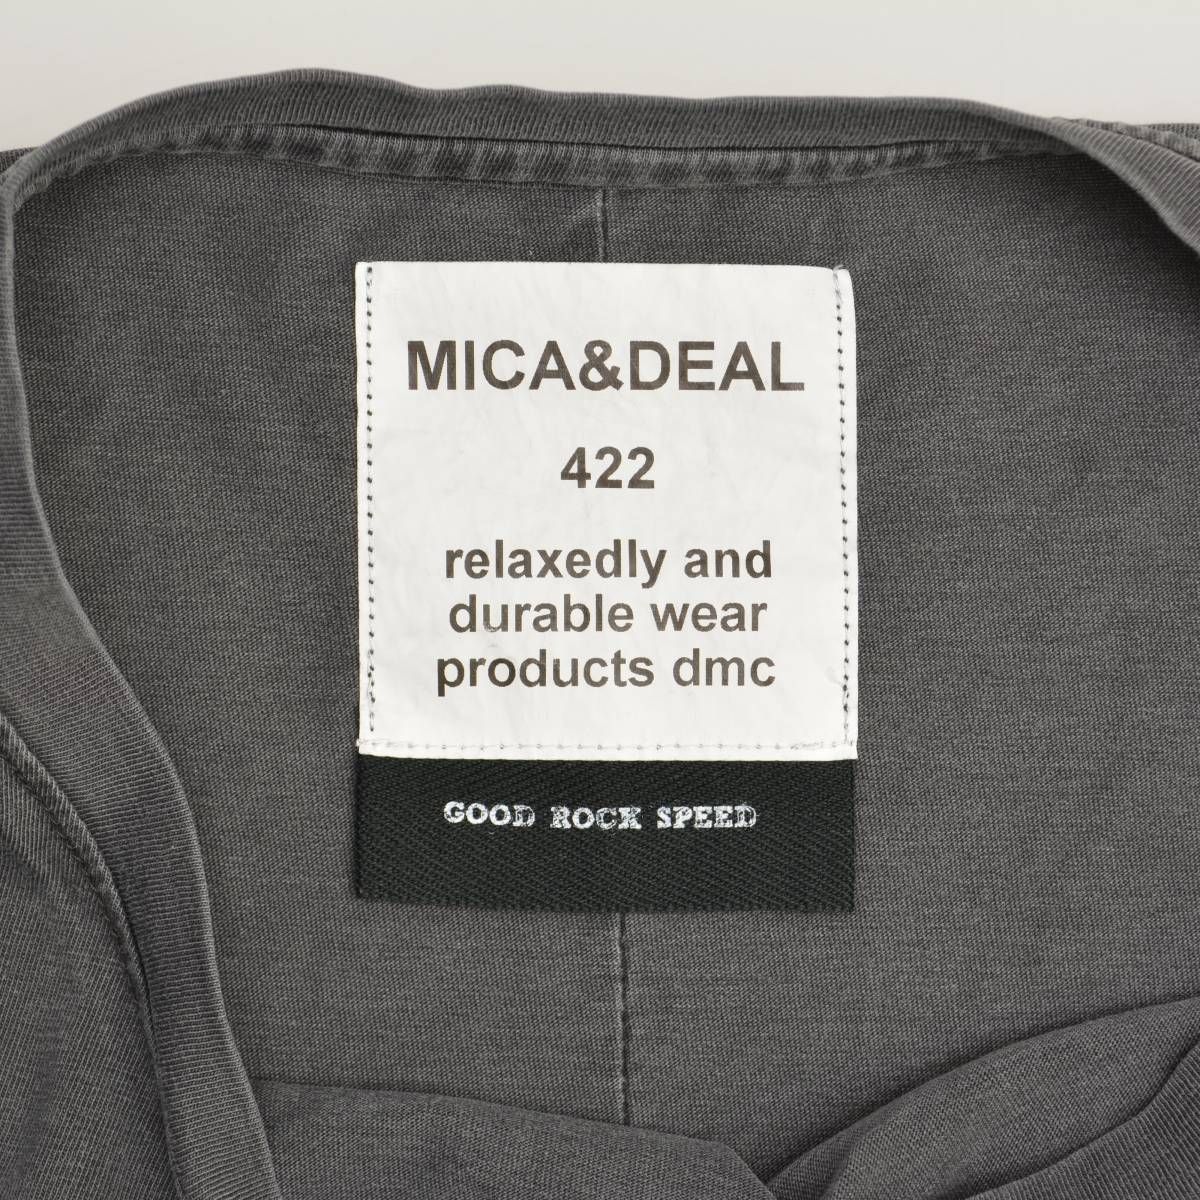 MICA&DEAL
422
relaxedly and
durable wear
products dmc
GOOD ROCK SPEED